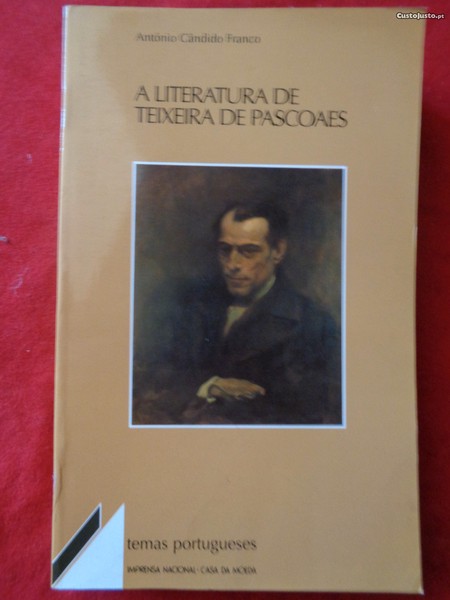 CustoJusto.pt
António Cândido Franco
A LITERATURA DE
TEIXEIRA DE PASCOAES
temas portugueses
IMPRENSA NACIONAL-CASA DA MOEDA